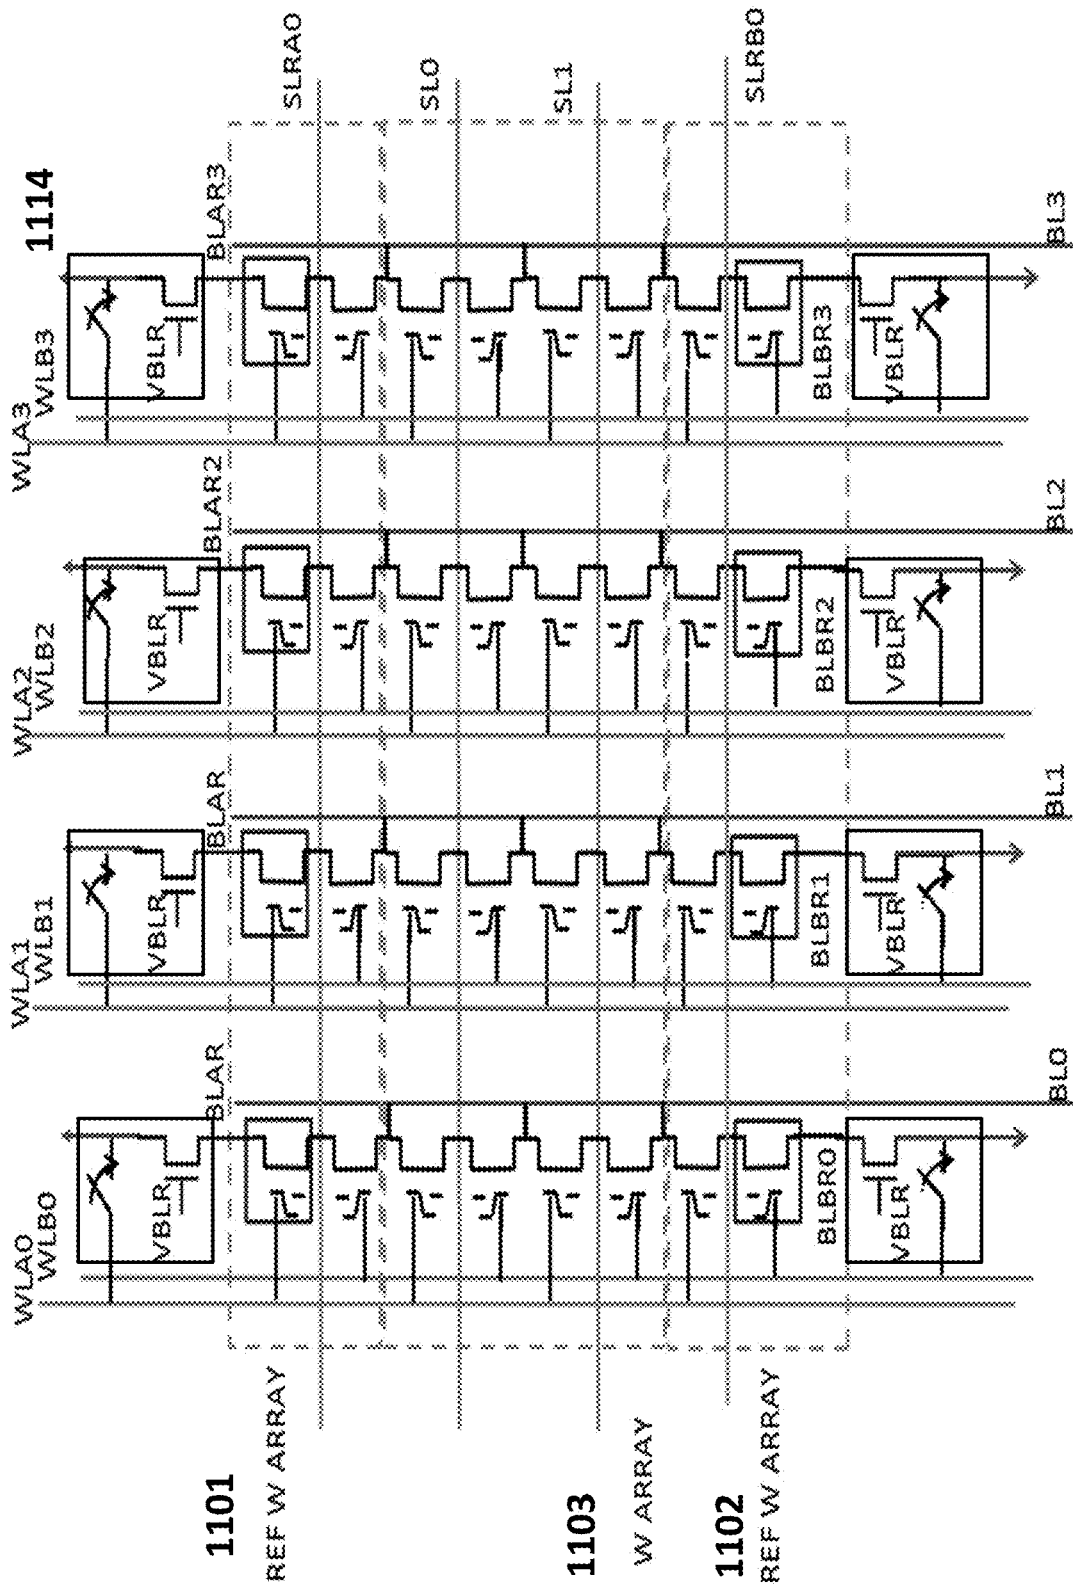 1101
REF W ARRAY
1103
W ARRAY
1102
REF W ARRAY
WLA0
WLB0
VBLR
BLAR
BLBR0
VBLR
BL0
WLA1
WLB1
VBLR
BLAR
BLBR1
VBLR
BL1
WLA2
WLB2
VBLR
BLAR2
BLBR2
VBLR
BL2
WLA3
WLB3
VBLR
BLAR3
BLBR3
VBLR
BL3
1114
SLRA0
SL0
SL1
SLRB0